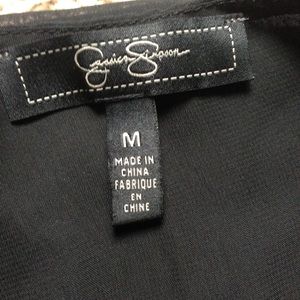 Jessica Simpson
M
MADE IN
CHINA
FABRIQUE
EN
CHINE